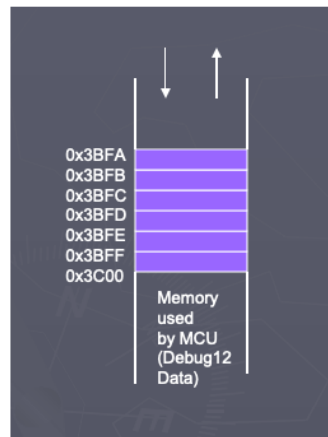 0x3BFA
0x3BFB
0x3BFC
0x3BFD
0x3BFE
0x3BFF
0x3C00
Memory
used
by MCU
(Debug12
Data)